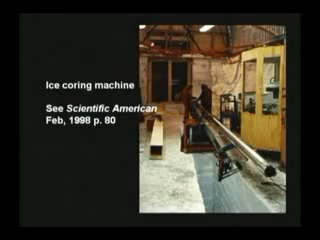 Ice coring machine
See Scientific American
Feb, 1998 p. 80